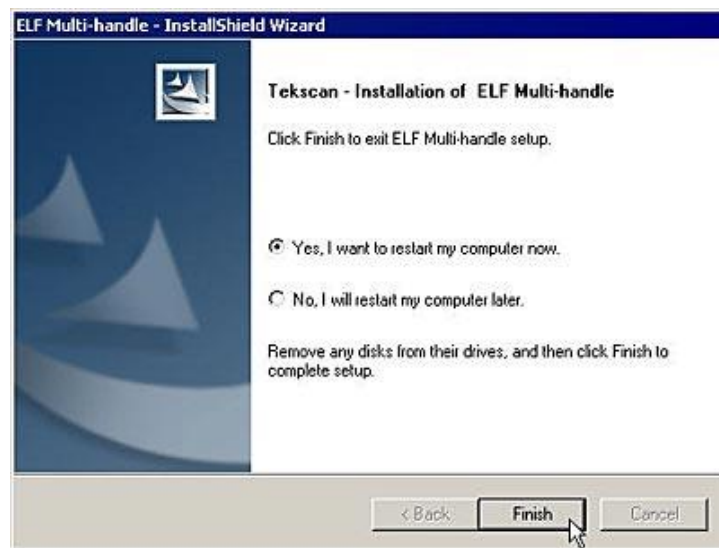 ELF Multi-handle - InstallShield Wizard
Tekscan - Installation of ELF Multi-handle
Click Finish to exit ELF Multi-handle setup.
Yes, I want to restart my computer now.
No, I will restart my computer later.
Remove any disks from their drives, and then click Finish to
complete setup.
< Back Finish Cancel